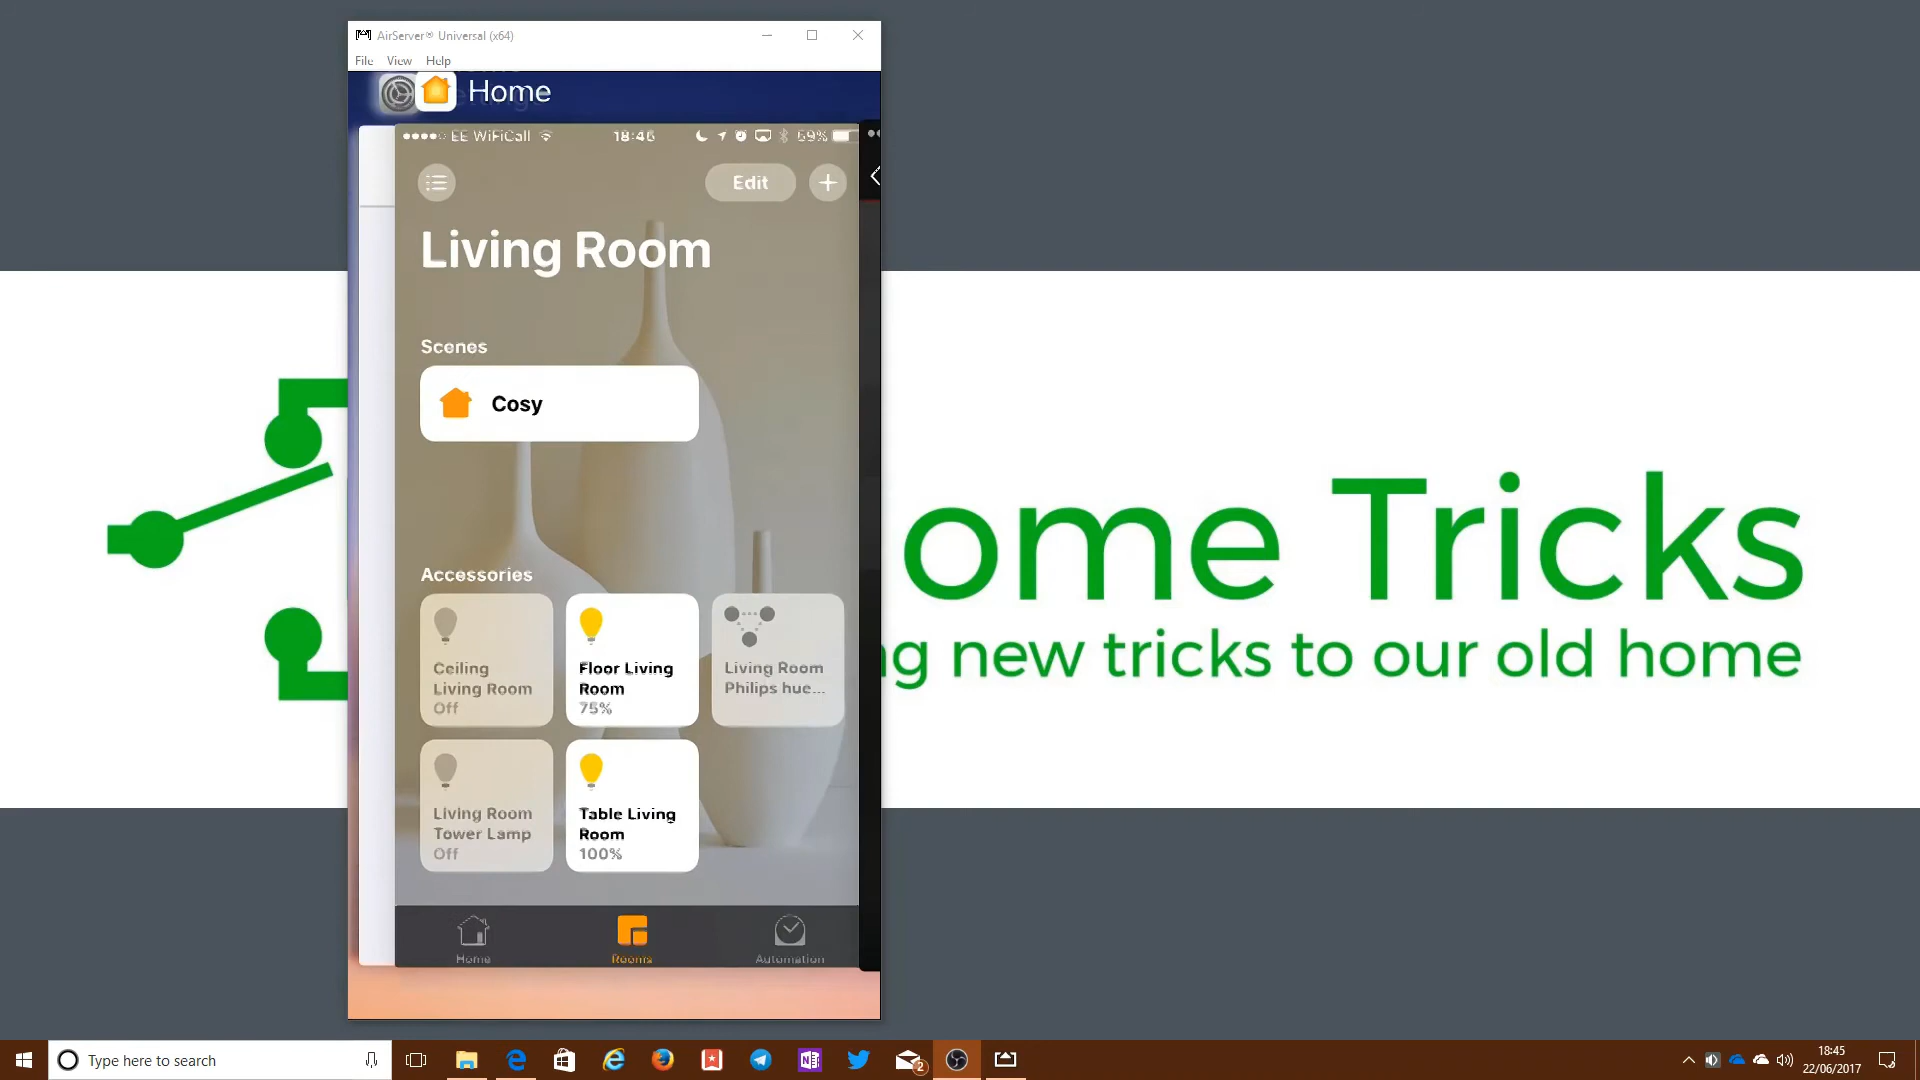 AirServer® Universal (x64)
File View Help
Home
EE WiFiCall 18:46 59%
Edit
Living Room
Scenes
Cosy
Accessories
Ceiling
Living Room
Off
Floor Living
Room
75%
Living Room
Philips hue...
Living Room
Tower Lamp
Off
Table Living
Room
100%
Home Rooms Automation
ome Tricks
ng new tricks to our old home
Type here to search
2
18:45
22/06/2017